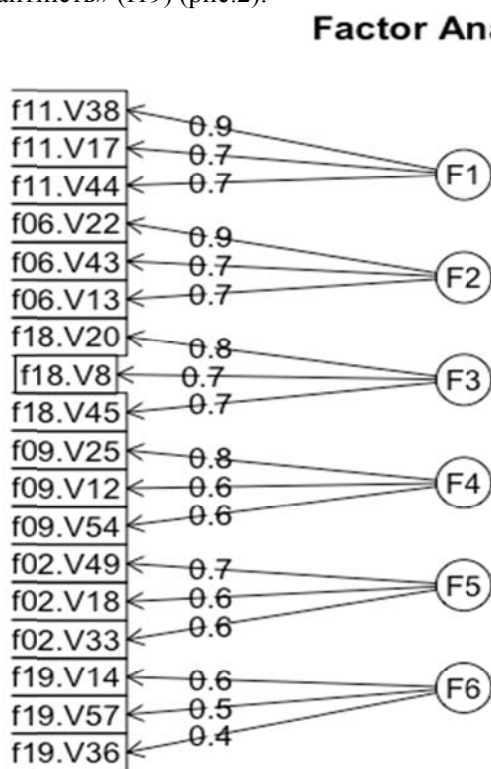 (f19) (рис.2).
Factor Ana
f11.V38
0.9
f11.V17
0.7
F1
f11.V44
0.7
f06.V22
0.9
f06.V43
0.7
F2
f06.V13
0.7
f18.V20
0.8
f18.V8
0.7
F3
f18.V45
0.7
f09.V25
0.8
f09.V12
0.6
F4
f09.V54
0.6
f02.V49
0.7
f02.V18
0.6
F5
f02.V33
0.6
f19.V14
0.6
F6
f19.V57
0.5
f19.V36
0.4